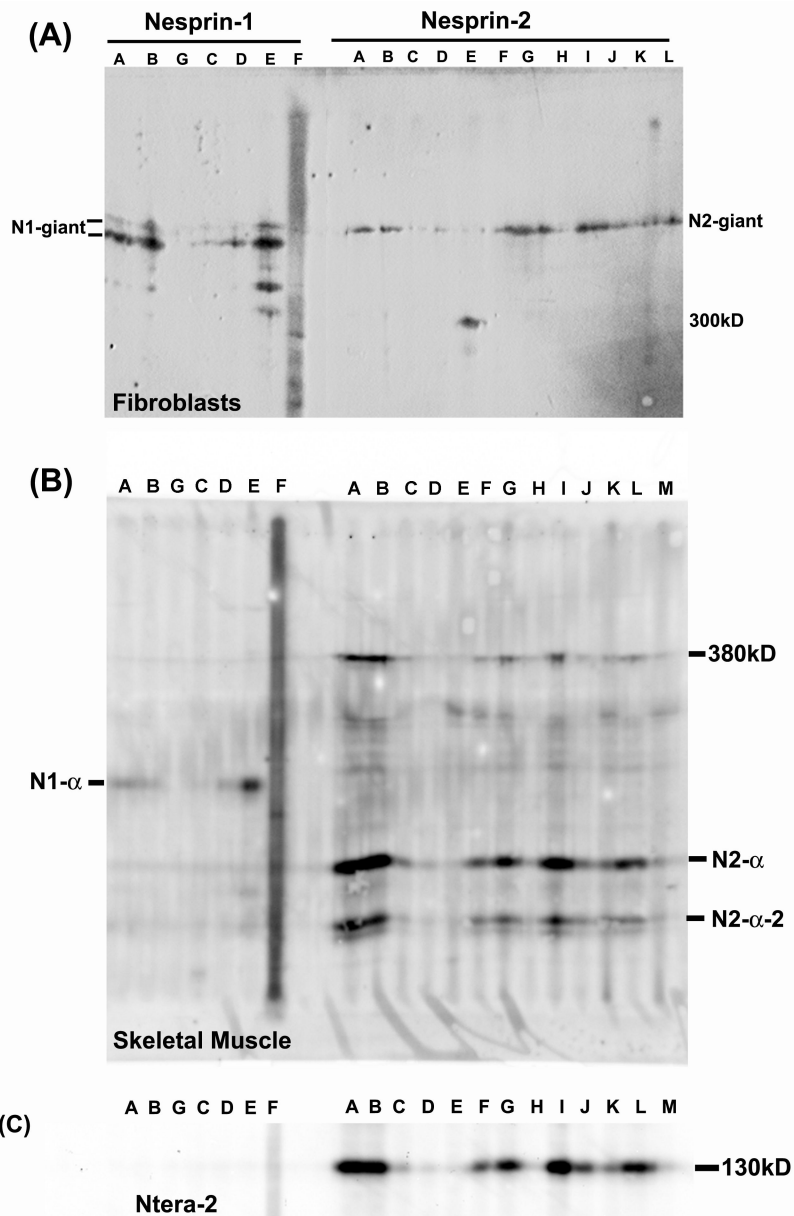 (A)
Nesprin-1
Nesprin-2
A B G C D E F
A B C D E F G H I J K L
N1-giant
N2-giant
300kD
Fibroblasts
(B)
A B G C D E F
A B C D E F G H I J K L M
380kD
N1-α
N2-α
N2-α-2
Skeletal Muscle
(C)
A B G C D E F
A B C D E F G H I J K L M
130kD
Ntera-2